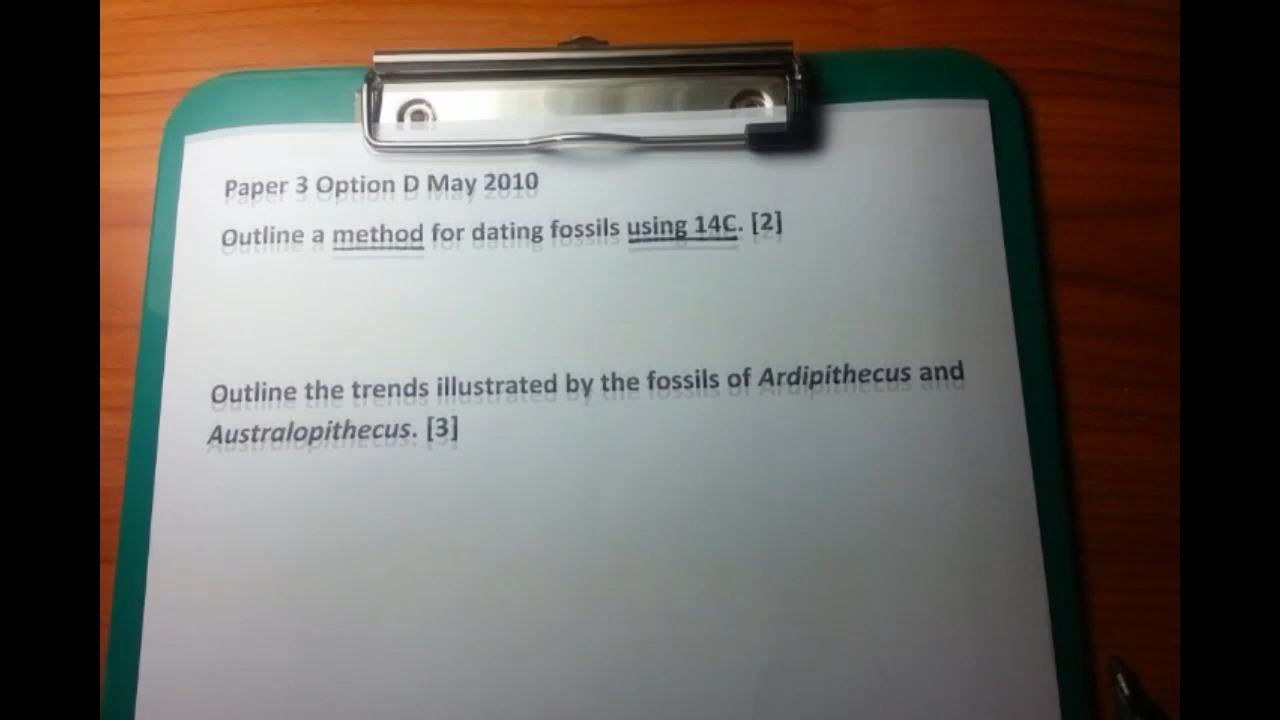 Paper 3 Option D May 2010
Outline a method for dating fossils using 14C. [2]
Outline the trends illustrated by the fossils of Ardipithecus and
Australopithecus. [3]